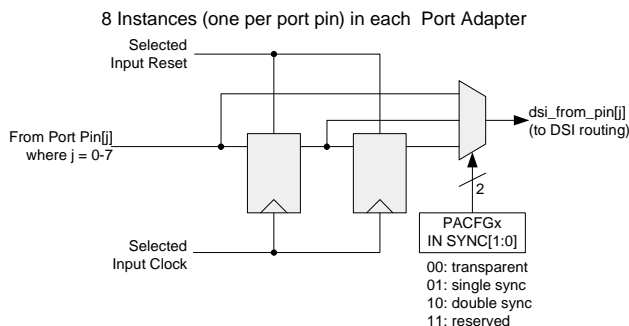 8 Instances (one per port pin) in each Port Adapter
Selected
Input Reset
From Port Pin[j]
where j = 0-7
dsi_from_pin[j]
(to DSI routing)
2
PACFGx
IN SYNC[1:0]
Selected
Input Clock
00: transparent
01: single sync
10: double sync
11: reserved